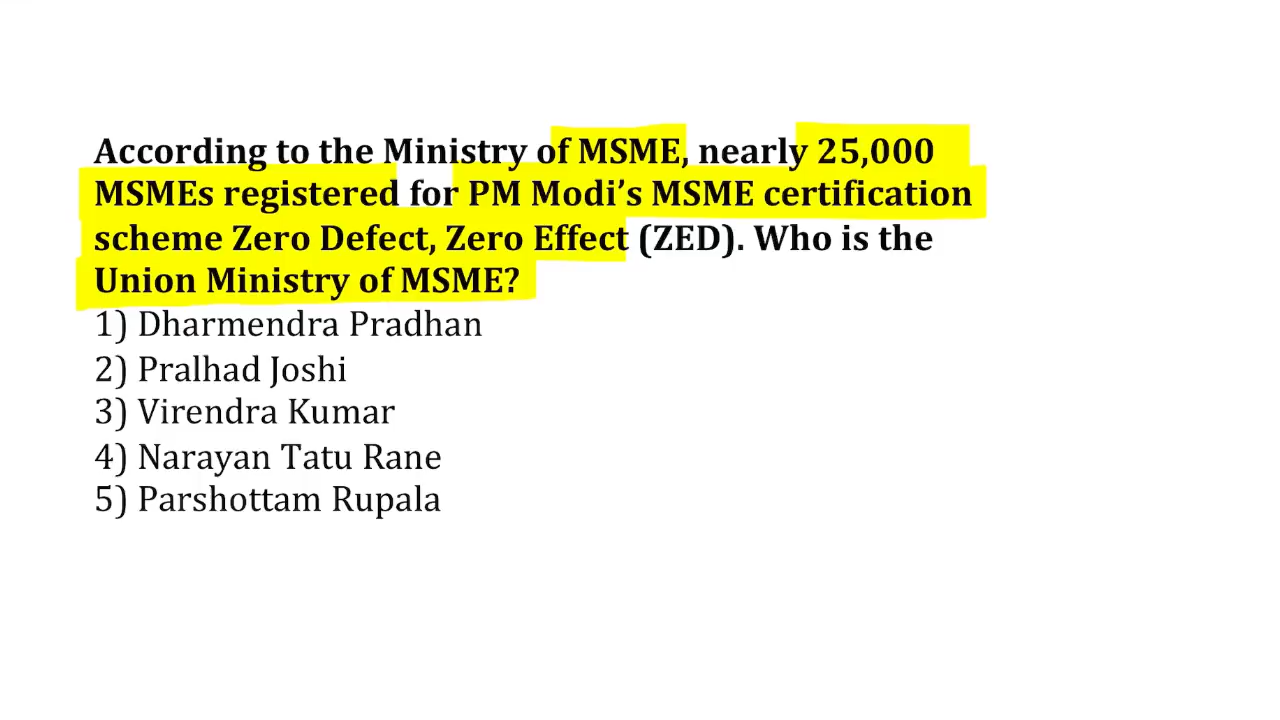 According to the Ministry of MSME, nearly 25,000
MSMEs registered for PM Modi’s MSME certification
scheme Zero Defect, Zero Effect (ZED). Who is the
Union Ministry of MSME?
1) Dharmendra Pradhan
2) Pralhad Joshi
3) Virendra Kumar
4) Narayan Tatu Rane
5) Parshottam Rupala